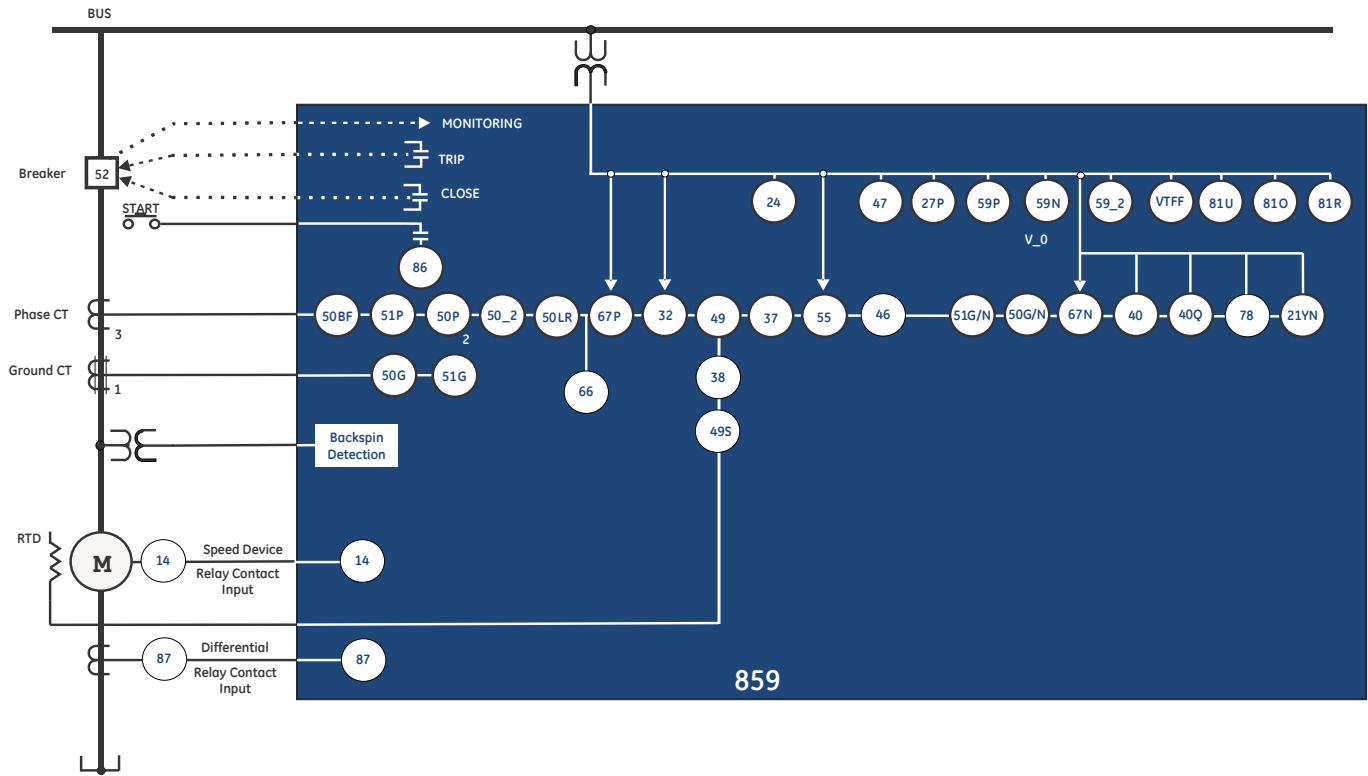 BUS
MONITORING
TRIP
Breaker
52
CLOSE
START
86
24
47
27P
59P
59N
59_2
VTFF
81U
81O
81R
V_0
Phase CT
3
50BF
51P
50P
2
50_2
50LR
67P
32
49
37
55
46
51G/N
50G/N
67N
40
40Q
78
21YN
Ground CT
1
50G
51G
66
38
49S
Backspin
Detection
RTD
M
14
Speed Device
Relay Contact
Input
14
87
Differential
Relay Contact
Input
87
859